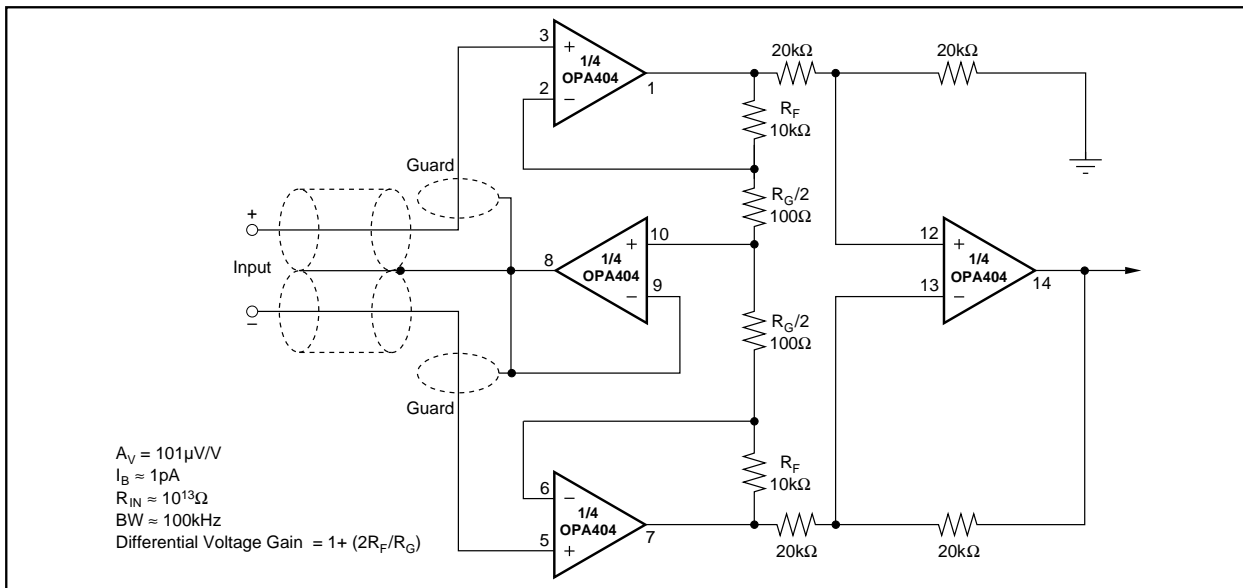 3
+
1/4
OPA404
2
−
1
20kΩ
20kΩ
R_F
10kΩ
Guard
R_G/2
100Ω
+
Input
−
8
1/4
OPA404
+
10
−
9
12
+
1/4
OPA404
13
−
14
R_G/2
100Ω
Guard
R_F
10kΩ
6
−
1/4
OPA404
5
+
7
20kΩ
20kΩ
A_V = 101µV/V
I_B ≈ 1pA
R_IN ≈ 10¹³Ω
BW ≈ 100kHz
Differential Voltage Gain = 1+ (2R_F/R_G)